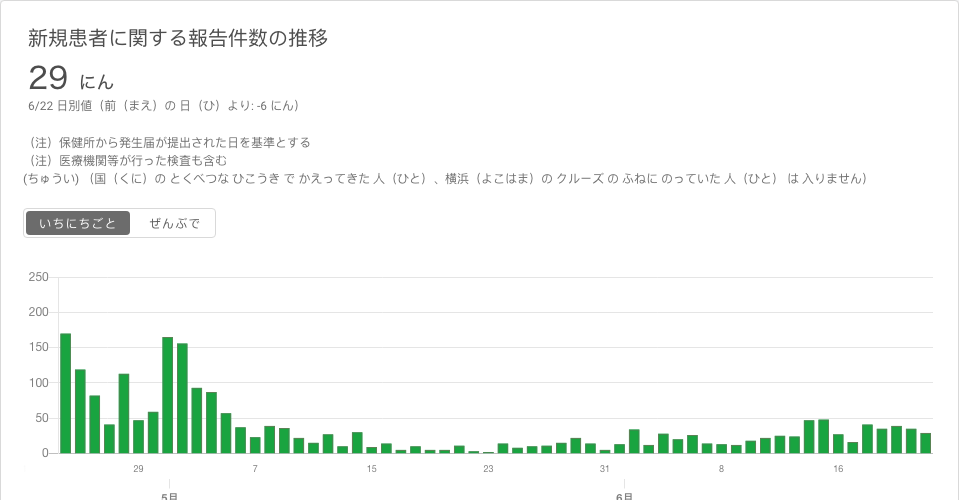 新規患者に関する報告件数の推移
29 にん
6/22 日別値（前（まえ）の 日（ひ）より: -6 にん）
（注）保健所から発生届が提出された日を基準とする
（注）医療機関等が行った検査も含む
(ちゅうい) （国（くに）の とくべつな ひこうき で かえってきた 人（ひと）、横浜（よこはま）の クルーズ の ふねに のっていた 人（ひと） は 入りません）
いちにちごと ぜんぶで
250
200
150
100
50
0
29 7 15 23 31 8 16
5月 6月